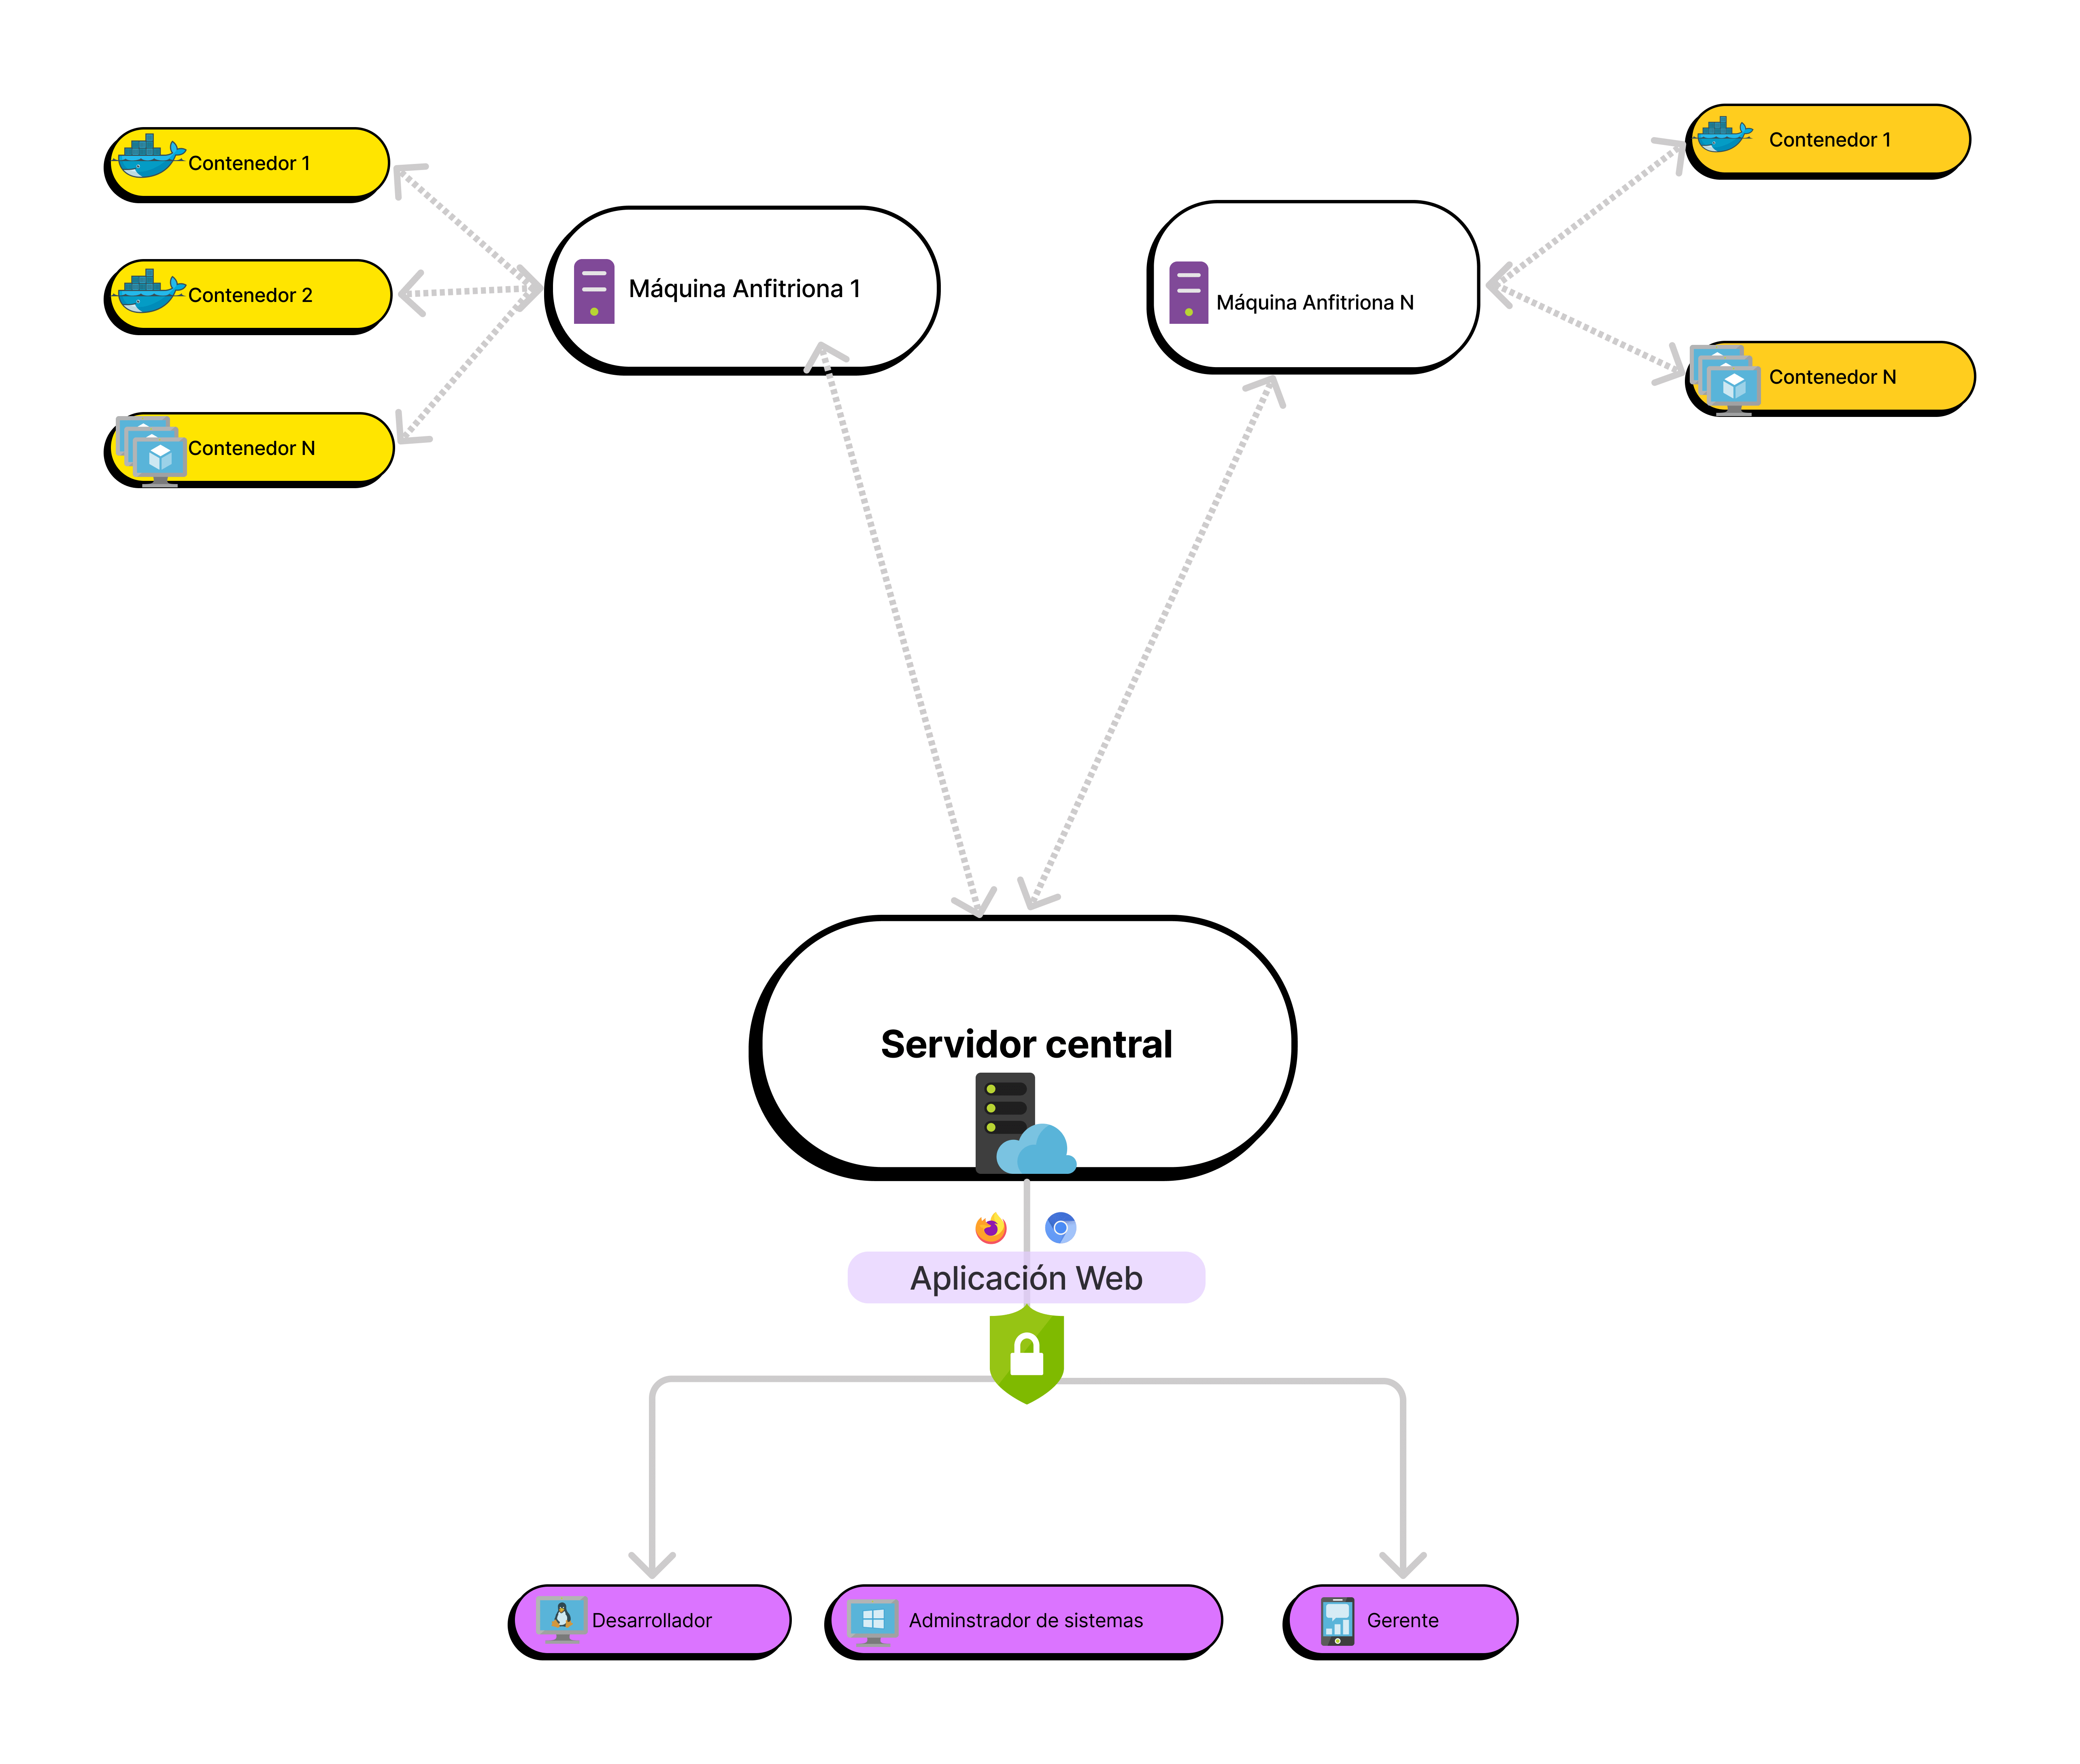 Contenedor 1
Contenedor 2
Contenedor N
Máquina Anfitriona 1
Máquina Anfitriona N
Contenedor 1
Contenedor N
Servidor central
Aplicación Web
Desarrollador
Adminstrador de sistemas
Gerente